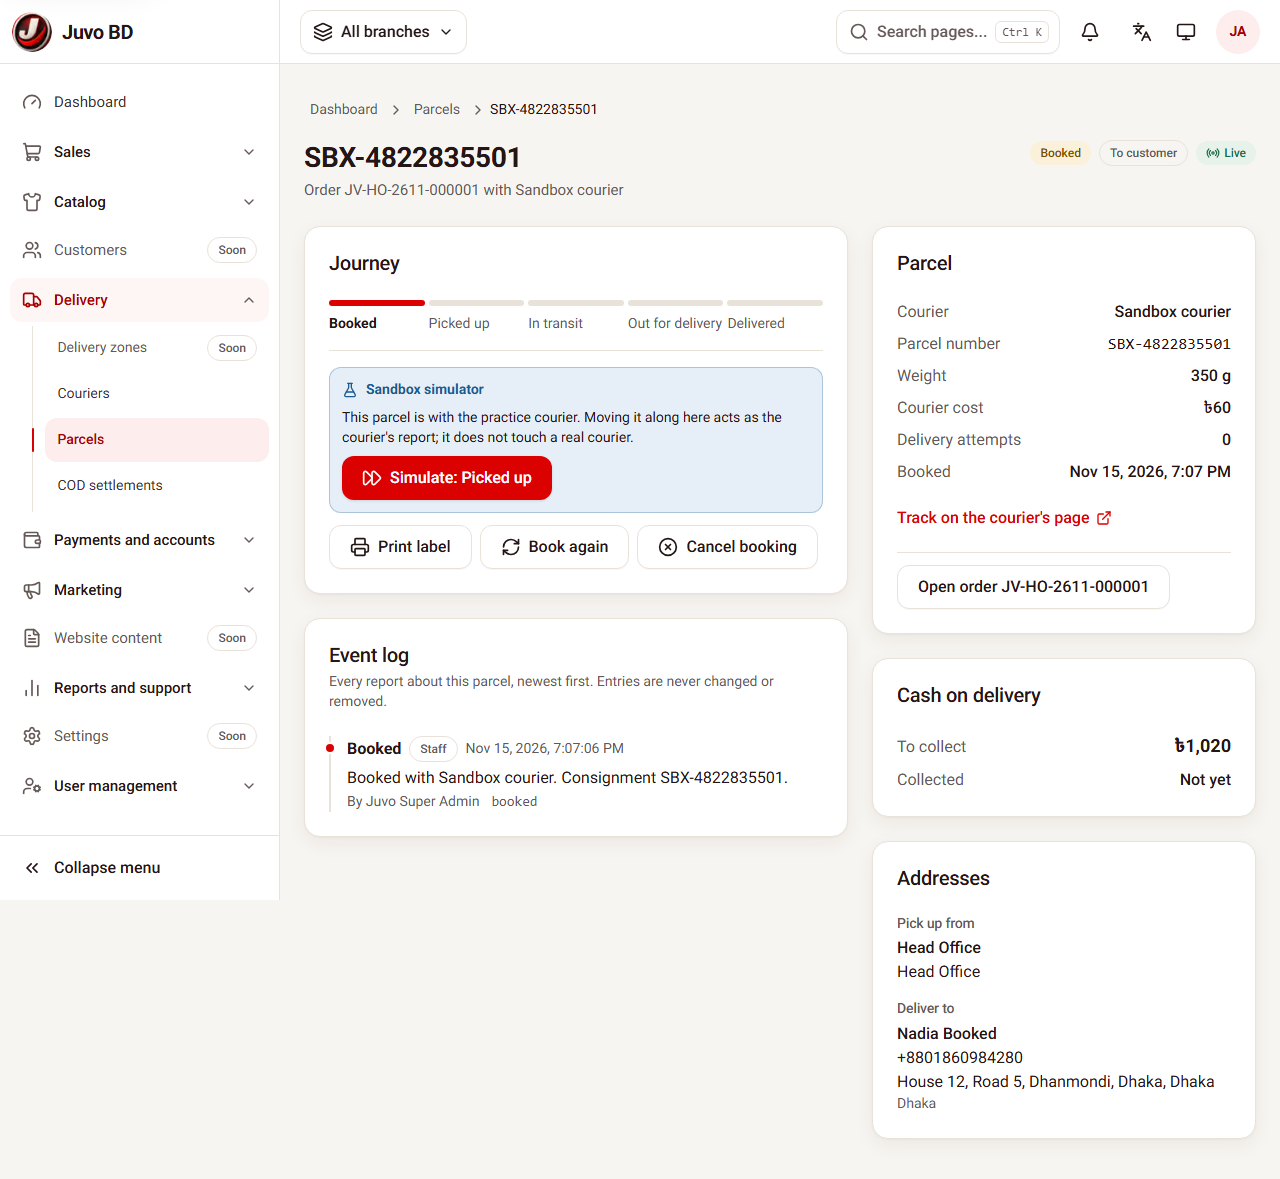 Juvo BD
All branches
Search pages...
Ctrl K
JA
Dashboard
Sales
Catalog
Customers
Soon
Delivery
Delivery zones
Soon
Couriers
Parcels
COD settlements
Payments and accounts
Marketing
Website content
Soon
Reports and support
Settings
Soon
User management
Collapse menu
Dashboard
Parcels
SBX-4822835501
SBX-4822835501
Order JV-HO-2611-000001 with Sandbox courier
Booked
To customer
Live
Journey
Booked
Picked up
In transit
Out for delivery
Delivered
Sandbox simulator
This parcel is with the practice courier. Moving it along here acts as the
courier's report; it does not touch a real courier.
Simulate: Picked up
Print label
Book again
Cancel booking
Event log
Every report about this parcel, newest first. Entries are never changed or
removed.
Booked
Staff
Nov 15, 2026, 7:07:06 PM
Booked with Sandbox courier. Consignment SBX-4822835501.
By Juvo Super Admin
booked
Parcel
Courier
Sandbox courier
Parcel number
SBX-4822835501
Weight
350 g
Courier cost
৳60
Delivery attempts
0
Booked
Nov 15, 2026, 7:07 PM
Track on the courier's page
Open order JV-HO-2611-000001
Cash on delivery
To collect
৳1,020
Collected
Not yet
Addresses
Pick up from
Head Office
Head Office
Deliver to
Nadia Booked
+8801860984280
House 12, Road 5, Dhanmondi, Dhaka, Dhaka
Dhaka